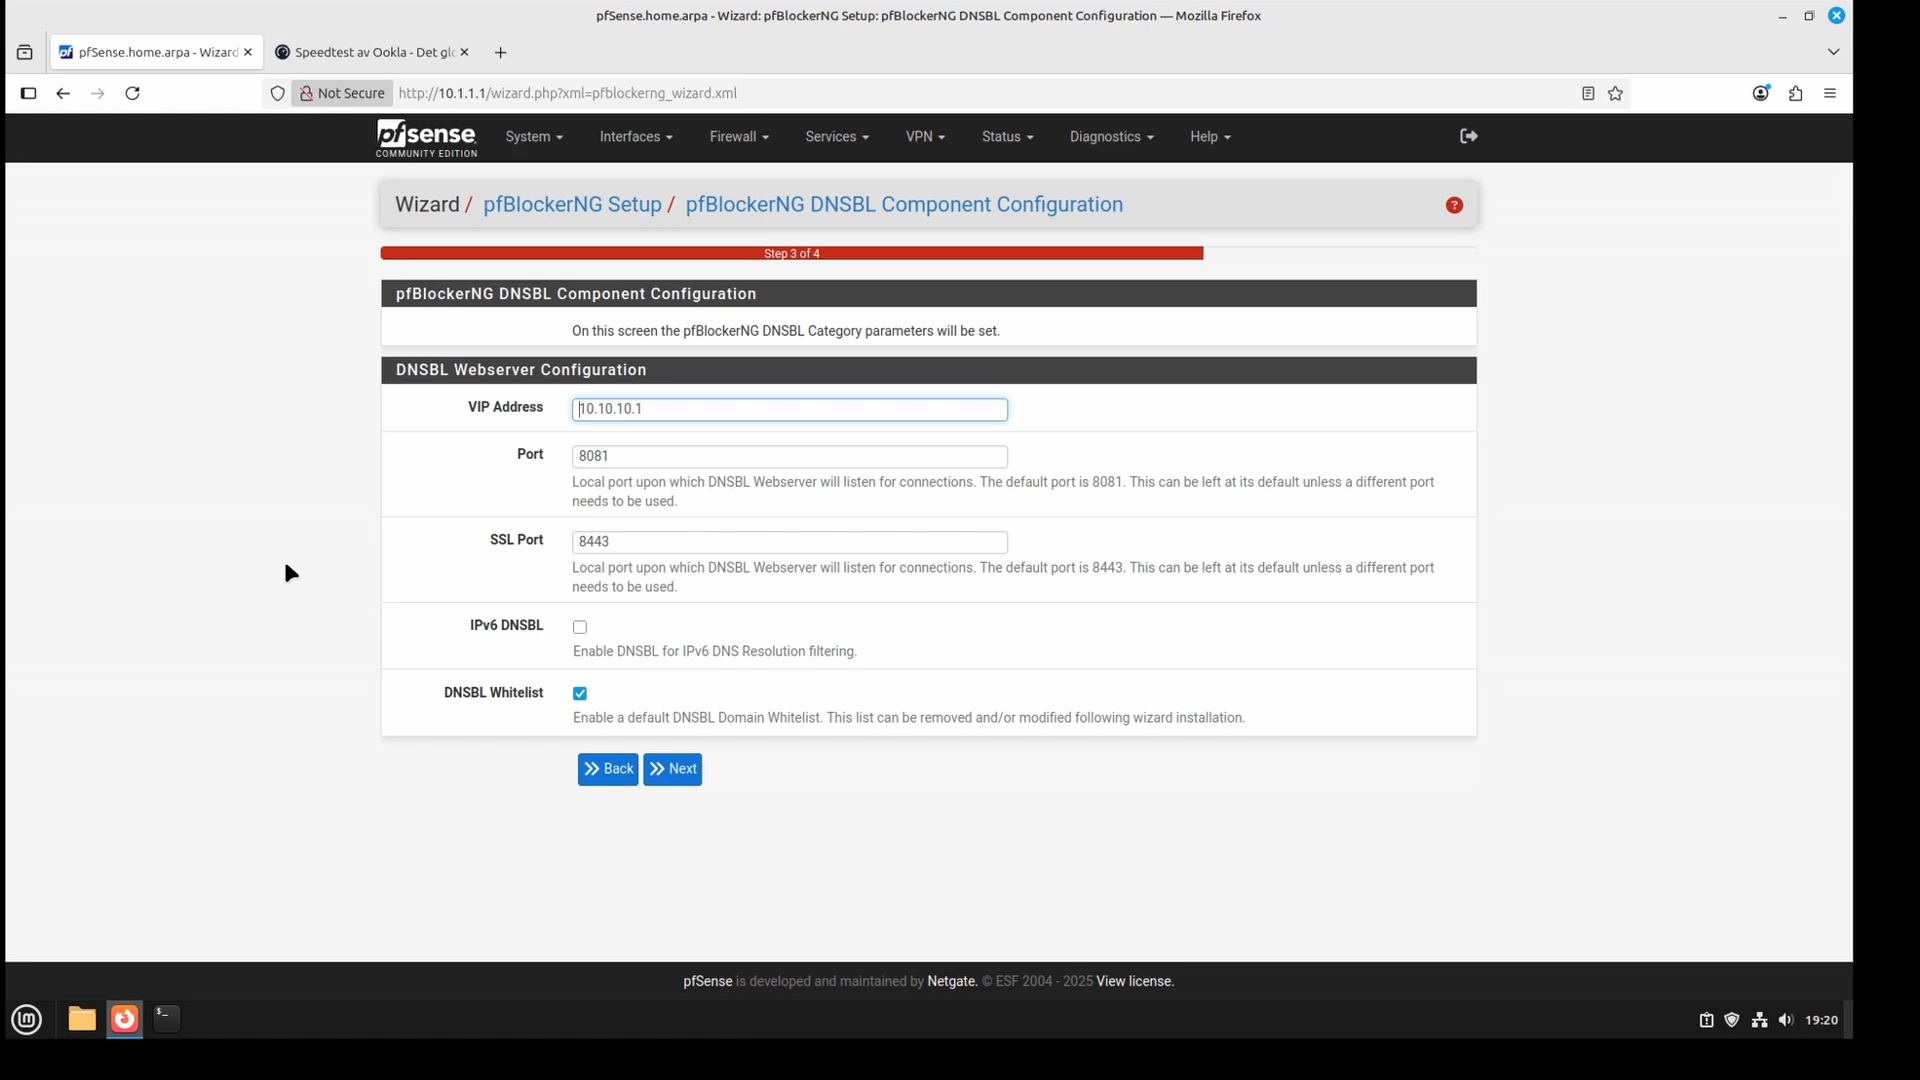 pfSense.home.arpa - Wizard: pfBlockerNG Setup: pfBlockerNG DNSBL Component Configuration — Mozilla Firefox
pfSense.home.arpa - Wizard
Speedtest av Ookla - Det glo
Not Secure
http://10.1.1.1/wizard.php?xml=pfblockerng_wizard.xml
pfsense
COMMUNITY EDITION
System
Interfaces
Firewall
Services
VPN
Status
Diagnostics
Help
Wizard / pfBlockerNG Setup / pfBlockerNG DNSBL Component Configuration
?
Step 3 of 4
pfBlockerNG DNSBL Component Configuration
On this screen the pfBlockerNG DNSBL Category parameters will be set.
DNSBL Webserver Configuration
VIP Address
10.10.10.1
Port
8081
Local port upon which DNSBL Webserver will listen for connections. The default port is 8081. This can be left at its default unless a different port
needs to be used.
SSL Port
8443
Local port upon which DNSBL Webserver will listen for connections. The default port is 8443. This can be left at its default unless a different port
needs to be used.
IPv6 DNSBL
Enable DNSBL for IPv6 DNS Resolution filtering.
DNSBL Whitelist
Enable a default DNSBL Domain Whitelist. This list can be removed and/or modified following wizard installation.
Back
Next
pfSense is developed and maintained by Netgate. © ESF 2004 - 2025 View license.
19:20